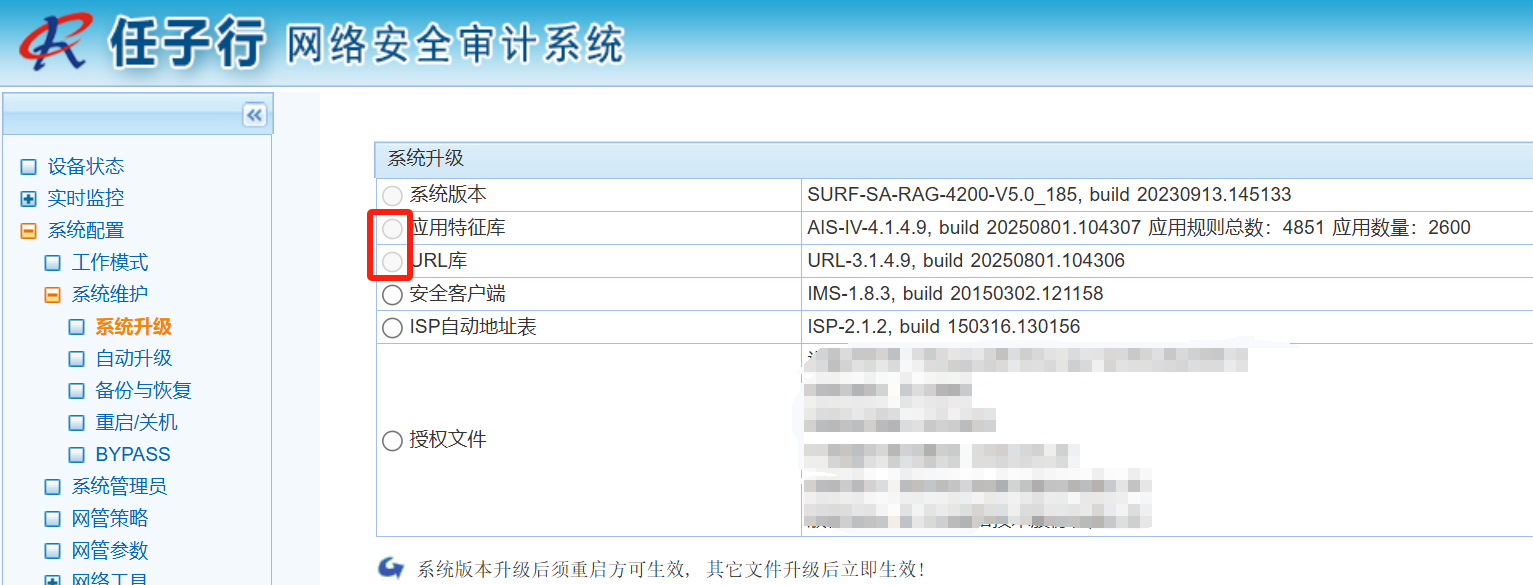 任子行 网络安全审计系统
设备状态
实时监控
系统配置
工作模式
系统维护
系统升级
自动升级
备份与恢复
重启/关机
BYPASS
系统管理员
网管策略
网管参数
网络工具
系统升级
系统版本 SURF-SA-RAG-4200-V5.0_185, build 20230913.145133
应用特征库 AIS-IV-4.1.4.9, build 20250801.104307 应用规则总数：4851 应用数量：2600
URL库 URL-3.1.4.9, build 20250801.104306
安全客户端 IMS-1.8.3, build 20150302.121158
ISP自动地址表 ISP-2.1.2, build 150316.130156
授权文件
系统版本升级后须重启方可生效，其它文件升级后立即生效！